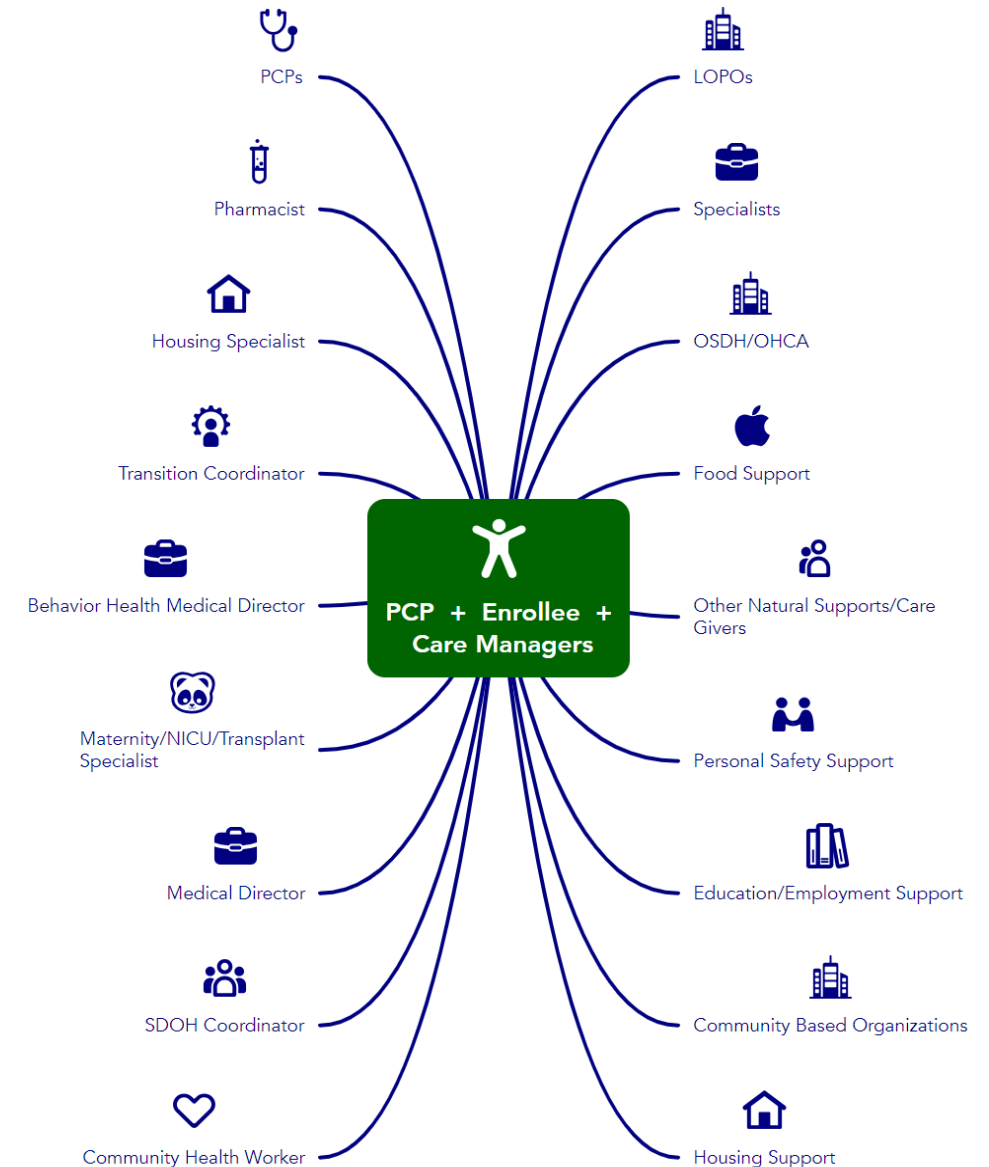 PCPs
LOPOs
Pharmacist
Specialists
Housing Specialist
OSDH/OHCA
Transition Coordinator
Food Support
Behavior Health Medical Director
PCP + Enrollee +
Care Managers
Other Natural Supports/Care
Givers
Maternity/NICU/Transplant
Specialist
Personal Safety Support
Medical Director
Education/Employment Support
SDOH Coordinator
Community Based Organizations
Community Health Worker
Housing Support